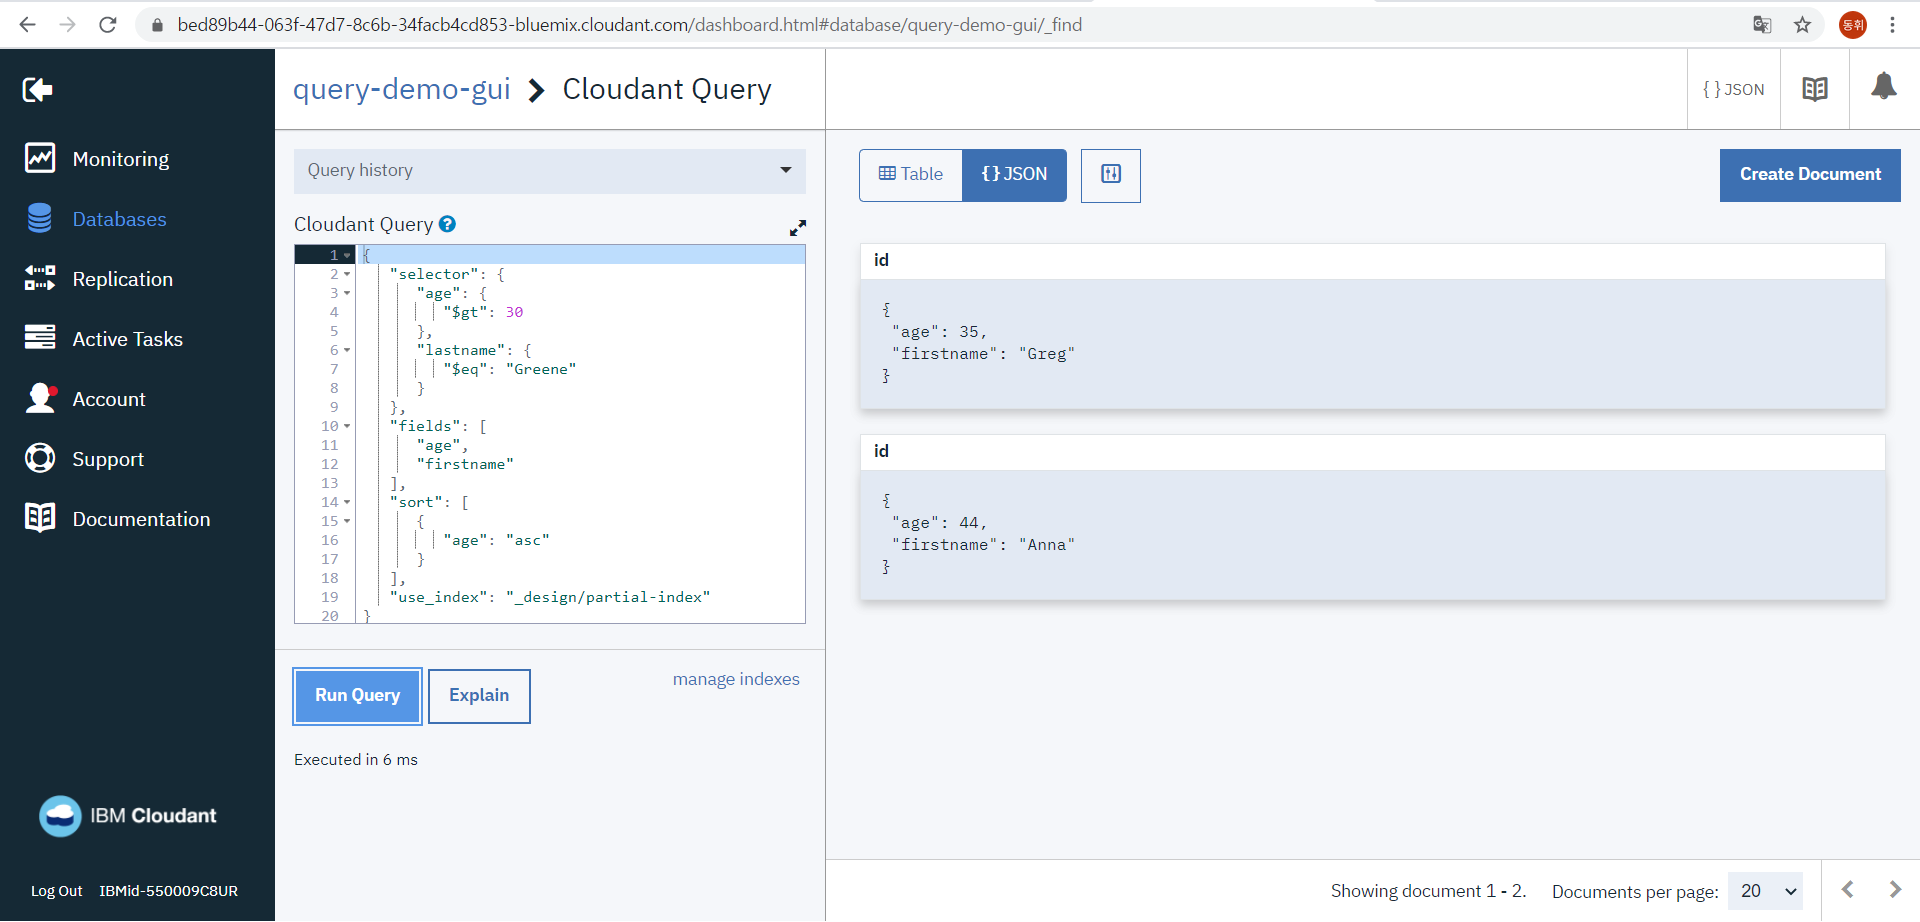 bed89b44-063f-47d7-8c6b-34facb4cd853-bluemix.cloudant.com/dashboard.html#database/query-demo-gui/_find
동휘
query-demo-gui > Cloudant Query
{ } JSON
Monitoring
Databases
Replication
Active Tasks
Account
Support
Documentation
IBM Cloudant
Log Out IBMid-550009C8UR
Query history
Cloudant Query ?
1 {
2 "selector": {
3 "age": {
4 "$gt": 30
5 },
6 "lastname": {
7 "$eq": "Greene"
8 }
9 },
10 "fields": [
11 "age",
12 "firstname"
13 ],
14 "sort": [
15 {
16 "age": "asc"
17 }
18 ],
19 "use_index": "_design/partial-index"
20 }
Run Query Explain manage indexes
Executed in 6 ms
Table {} JSON
Create Document
id
{
"age": 35,
"firstname": "Greg"
}
id
{
"age": 44,
"firstname": "Anna"
}
Showing document 1 - 2. Documents per page: 20